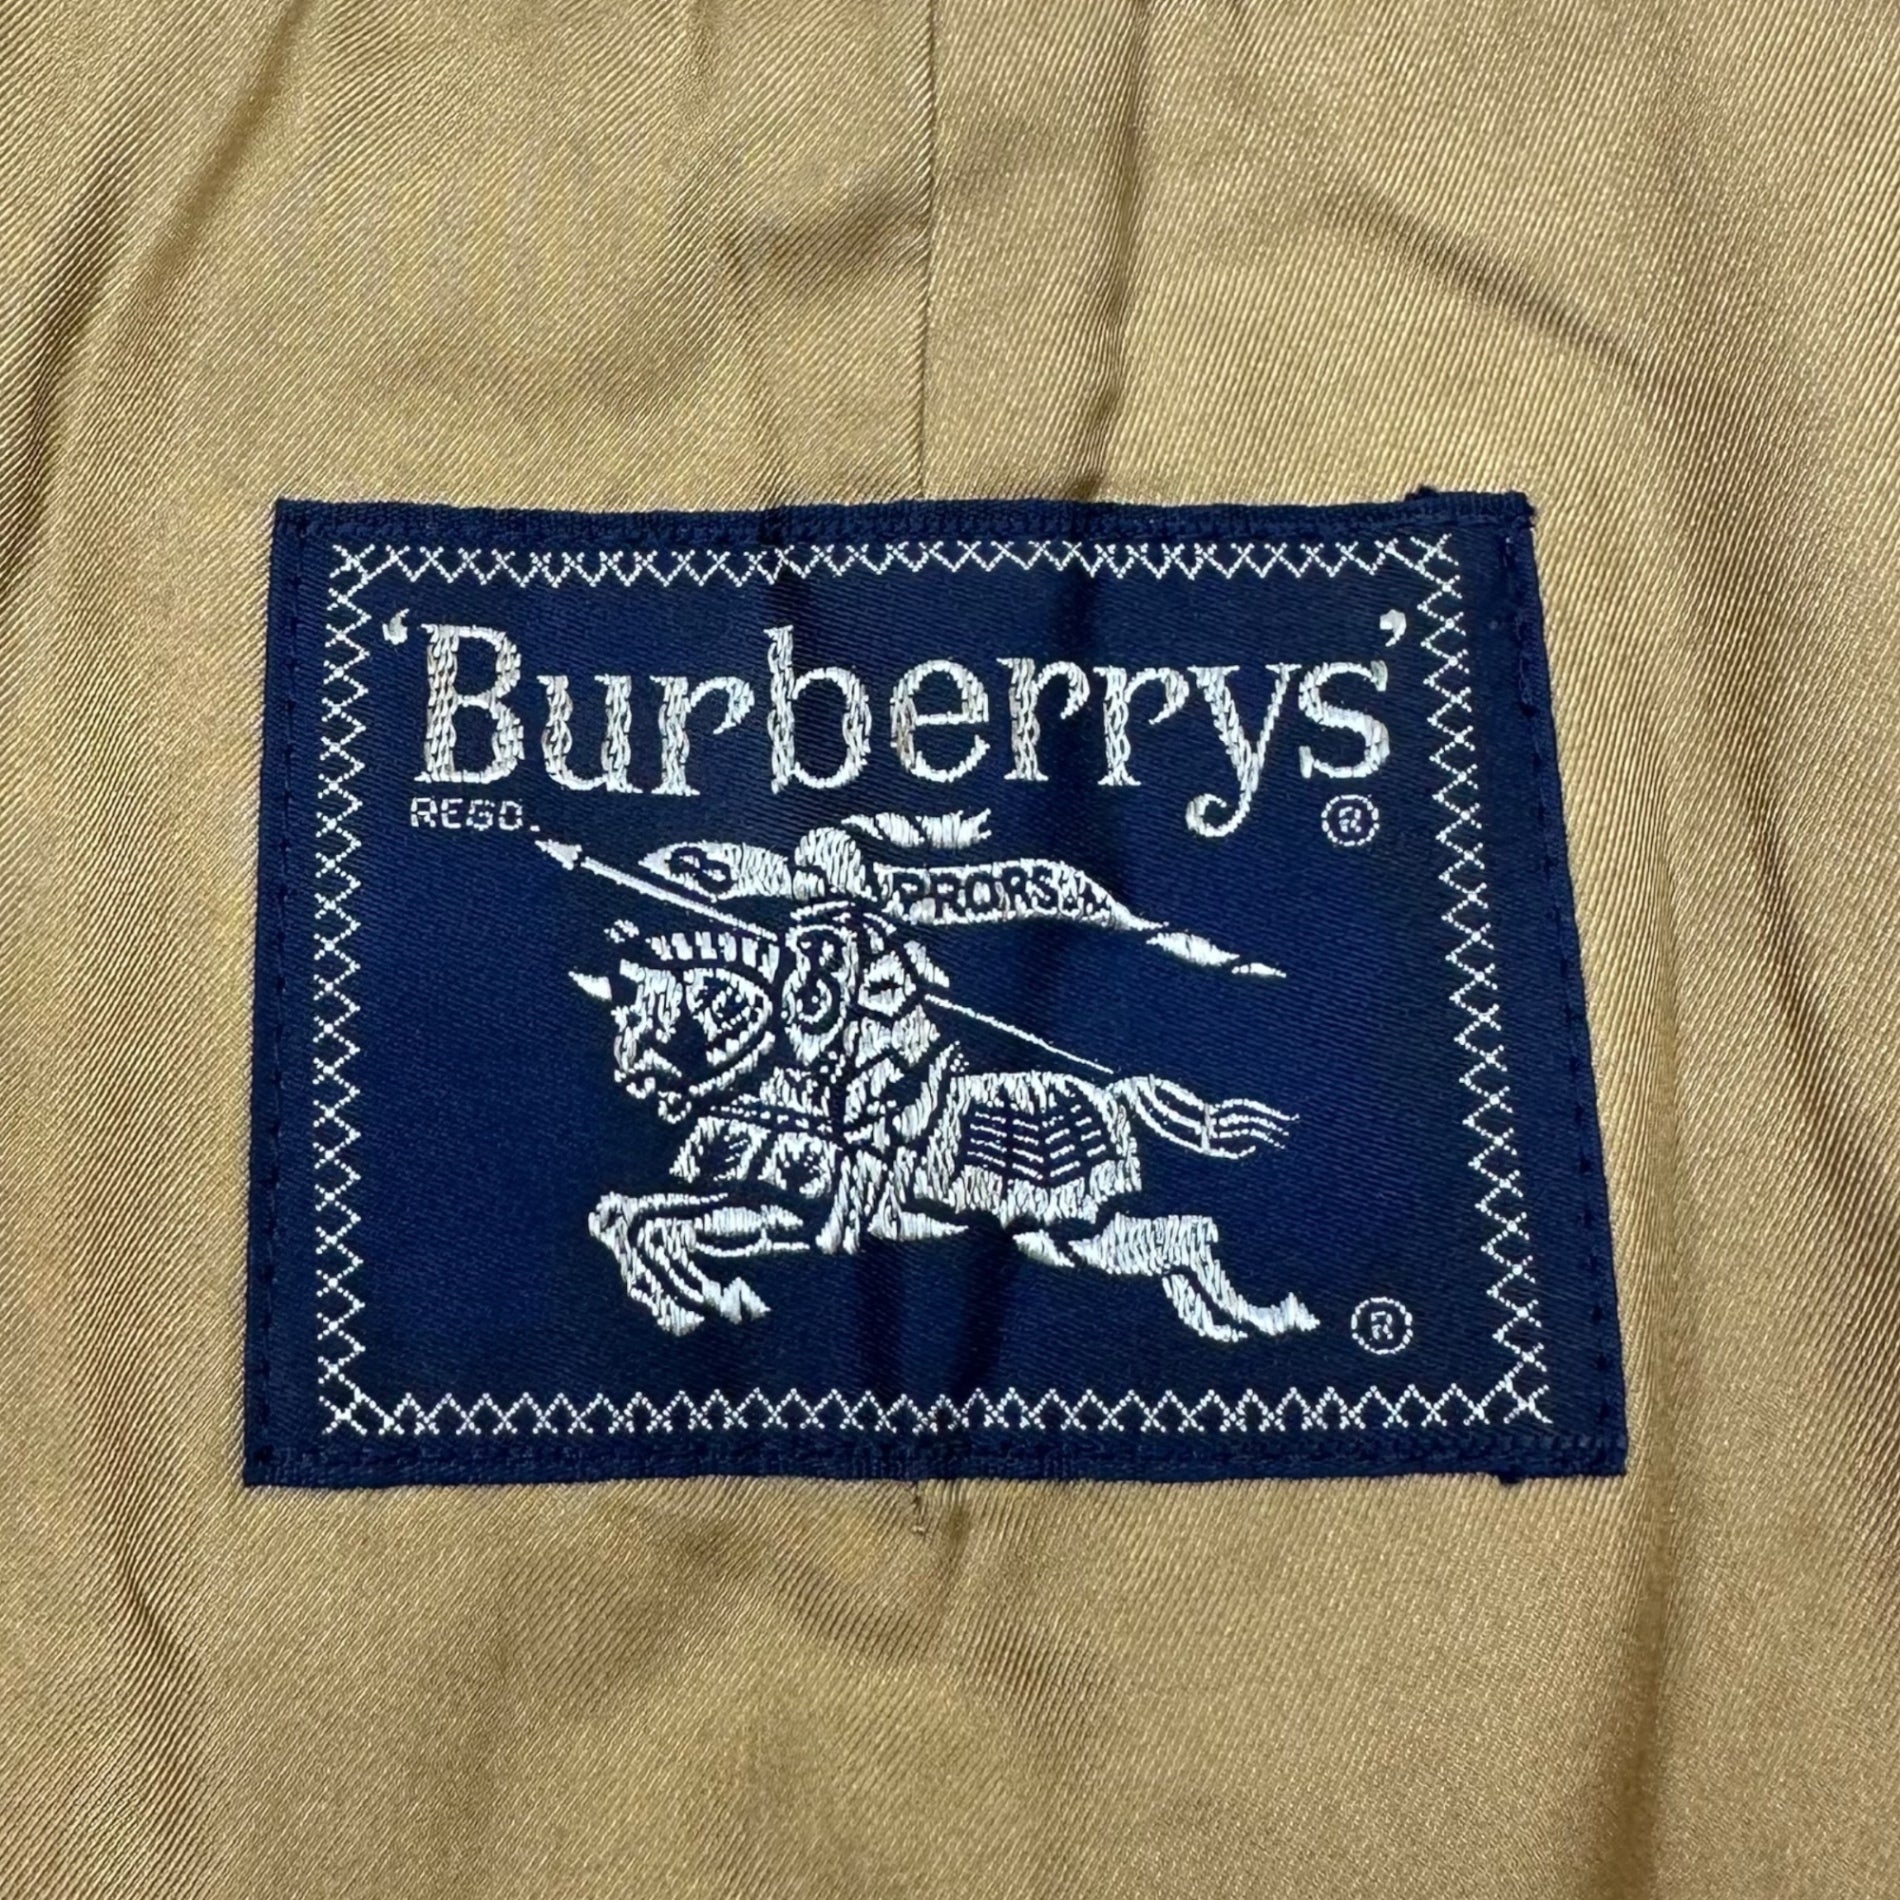 'Burberrys'
REGD. ®
PRORSUM
B
®